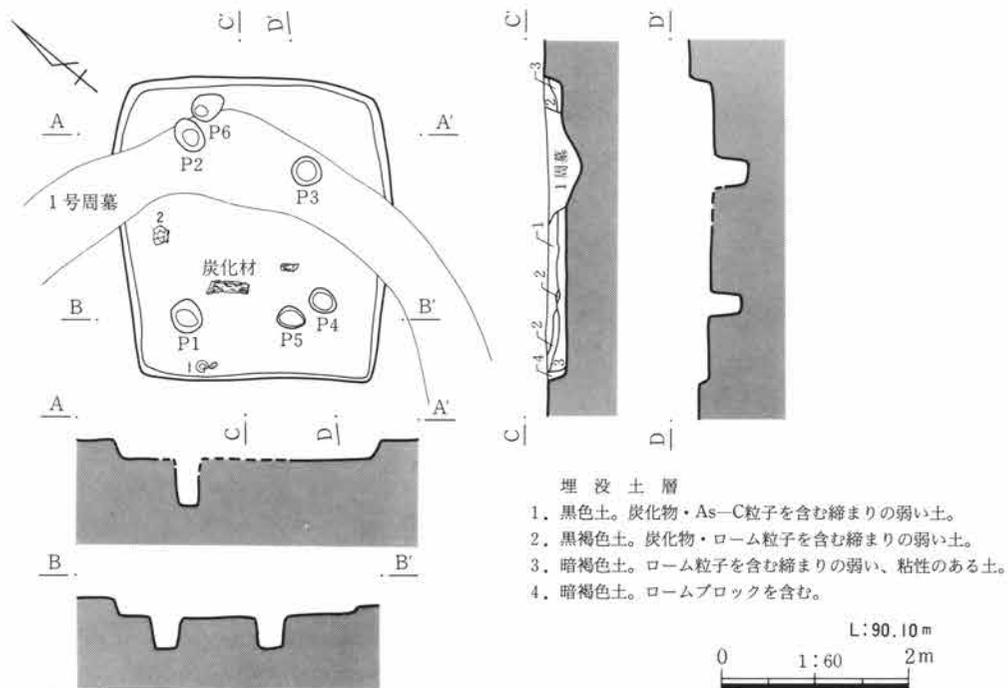 C'
D'
A
A'
P6
P2
P3
1号周墓
2
炭化材
B
B'
P1
P5
P4
1
A
A'
C
D
B
B'
C'
D'
3
2
1周墓
1
2
2
4
3
C
D
埋没土層
1．黒色土。炭化物・As―C粒子を含む締まりの弱い土。
2．黒褐色土。炭化物・ローム粒子を含む締まりの弱い土。
3．暗褐色土。ローム粒子を含む締まりの弱い、粘性のある土。
4．暗褐色土。ロームブロックを含む。
L:90.10m
0 1:60 2m